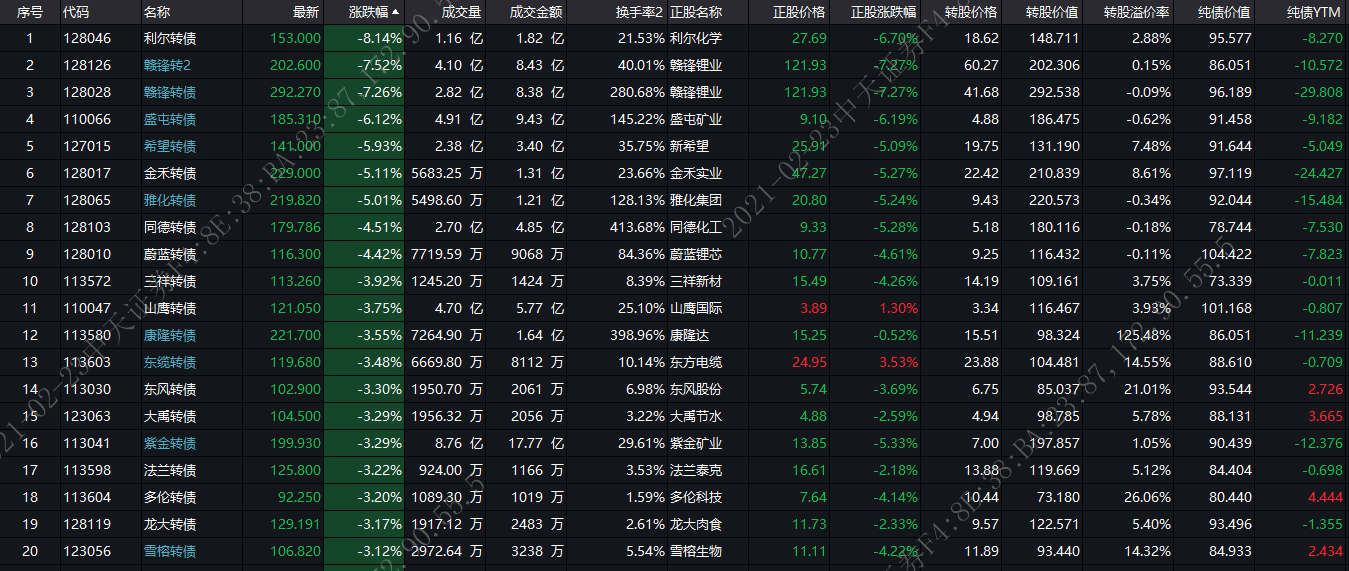 序号 代码 名称 最新 涨跌幅 成交量 成交金额 换手率2 正股名称 正股价格 正股涨跌幅 转股价格 转股价值 转股溢价率 纯债价值 纯债YTM
1 128046 利尔转债 153.000 -8.14% 1.16 亿 1.82 亿 21.53% 利尔化学 27.69 -6.70% 18.62 148.711 2.88% 95.577 -8.270
2 128126 赣锋转2 202.600 -7.52% 4.10 亿 8.43 亿 40.01% 赣锋锂业 121.93 -7.27% 60.27 202.306 0.15% 86.051 -10.572
3 128028 赣锋转债 292.270 -7.26% 2.82 亿 8.38 亿 280.68% 赣锋锂业 121.93 -7.27% 41.68 292.538 -0.09% 96.189 -29.808
4 110066 盛屯转债 185.310 -6.12% 4.91 亿 9.43 亿 145.22% 盛屯矿业 9.10 -6.19% 4.88 186.475 -0.62% 91.458 -9.182
5 127015 希望转债 141.000 -5.93% 2.38 亿 3.40 亿 35.75% 新希望 25.91 -5.09% 19.75 131.190 7.48% 91.644 -5.049
6 128017 金禾转债 229.000 -5.11% 5683.25 万 1.31 亿 23.66% 金禾实业 47.27 -5.27% 22.42 210.839 8.61% 97.119 -24.427
7 128065 雅化转债 219.820 -5.01% 5498.60 万 1.21 亿 128.13% 雅化集团 20.80 -5.24% 9.43 220.573 -0.34% 92.044 -15.484
8 128103 同德转债 179.786 -4.51% 2.70 亿 4.85 亿 413.68% 同德化工 9.33 -5.28% 5.18 180.116 -0.18% 78.744 -7.530
9 128010 蔚蓝转债 116.300 -4.42% 7719.59 万 9068 万 84.36% 蔚蓝锂芯 10.77 -4.61% 9.25 116.432 -0.11% 104.422 -7.823
10 113572 三祥转债 113.260 -3.92% 1245.20 万 1424 万 8.39% 三祥新材 15.49 -4.26% 14.19 109.161 3.75% 73.339 -0.011
11 110047 山鹰转债 121.050 -3.75% 4.70 亿 5.77 亿 25.10% 山鹰国际 3.89 1.30% 3.34 116.467 3.93% 101.168 -0.807
12 113580 康隆转债 221.700 -3.55% 7264.90 万 1.64 亿 398.96% 康隆达 15.25 -0.52% 15.51 98.324 125.48% 86.051 -11.239
13 113603 东缆转债 119.680 -3.48% 6669.80 万 8112 万 10.14% 东方电缆 24.95 3.53% 23.88 104.481 14.55% 88.610 -0.709
14 113030 东风转债 102.900 -3.30% 1950.70 万 2061 万 6.98% 东风股份 5.74 -3.69% 6.75 85.037 21.01% 93.544 2.726
15 123063 大禹转债 104.500 -3.29% 1956.32 万 2056 万 3.22% 大禹节水 4.88 -2.59% 4.94 98.785 5.78% 88.131 3.665
16 113041 紫金转债 199.930 -3.29% 8.76 亿 17.77 亿 29.61% 紫金矿业 13.85 -5.33% 7.00 197.857 1.05% 90.439 -12.376
17 113598 法兰转债 125.800 -3.22% 924.00 万 1166 万 3.53% 法兰泰克 16.61 -2.18% 13.88 119.669 5.12% 84.404 -0.698
18 113604 多伦转债 92.250 -3.20% 1089.30 万 1019 万 1.59% 多伦科技 7.64 -4.14% 10.44 73.180 26.06% 80.440 4.444
19 128119 龙大转债 129.191 -3.17% 1917.12 万 2483 万 2.61% 龙大肉食 11.73 -2.33% 9.57 122.571 5.40% 93.496 -1.355
20 123056 雪榕转债 106.820 -3.12% 2972.64 万 3238 万 5.54% 雪榕生物 11.11 -4.22% 11.89 93.440 14.32% 84.933 2.434